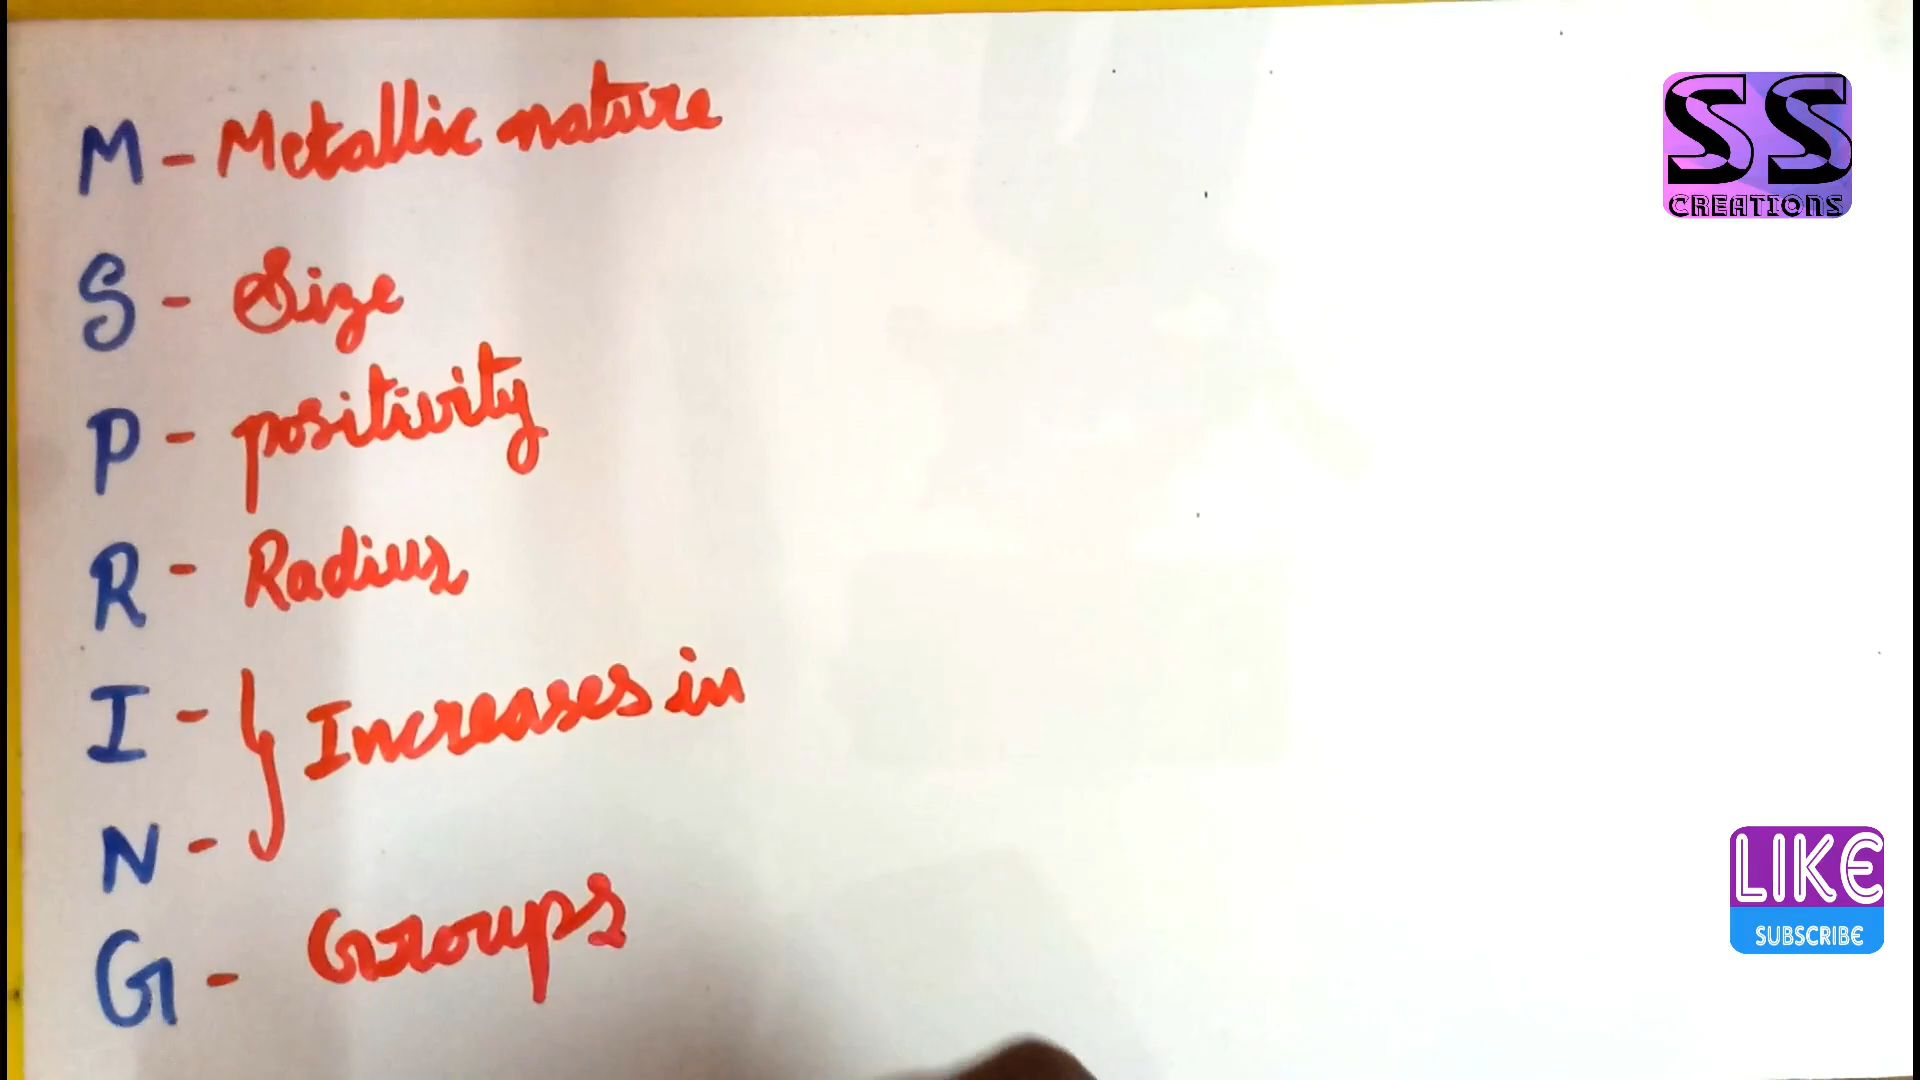 M - Metallic nature
S - Size
P - positivity
R - Radius
I - } Increases in
N -
G - Groups
SS
CREATIONS
LIKE
SUBSCRIBE